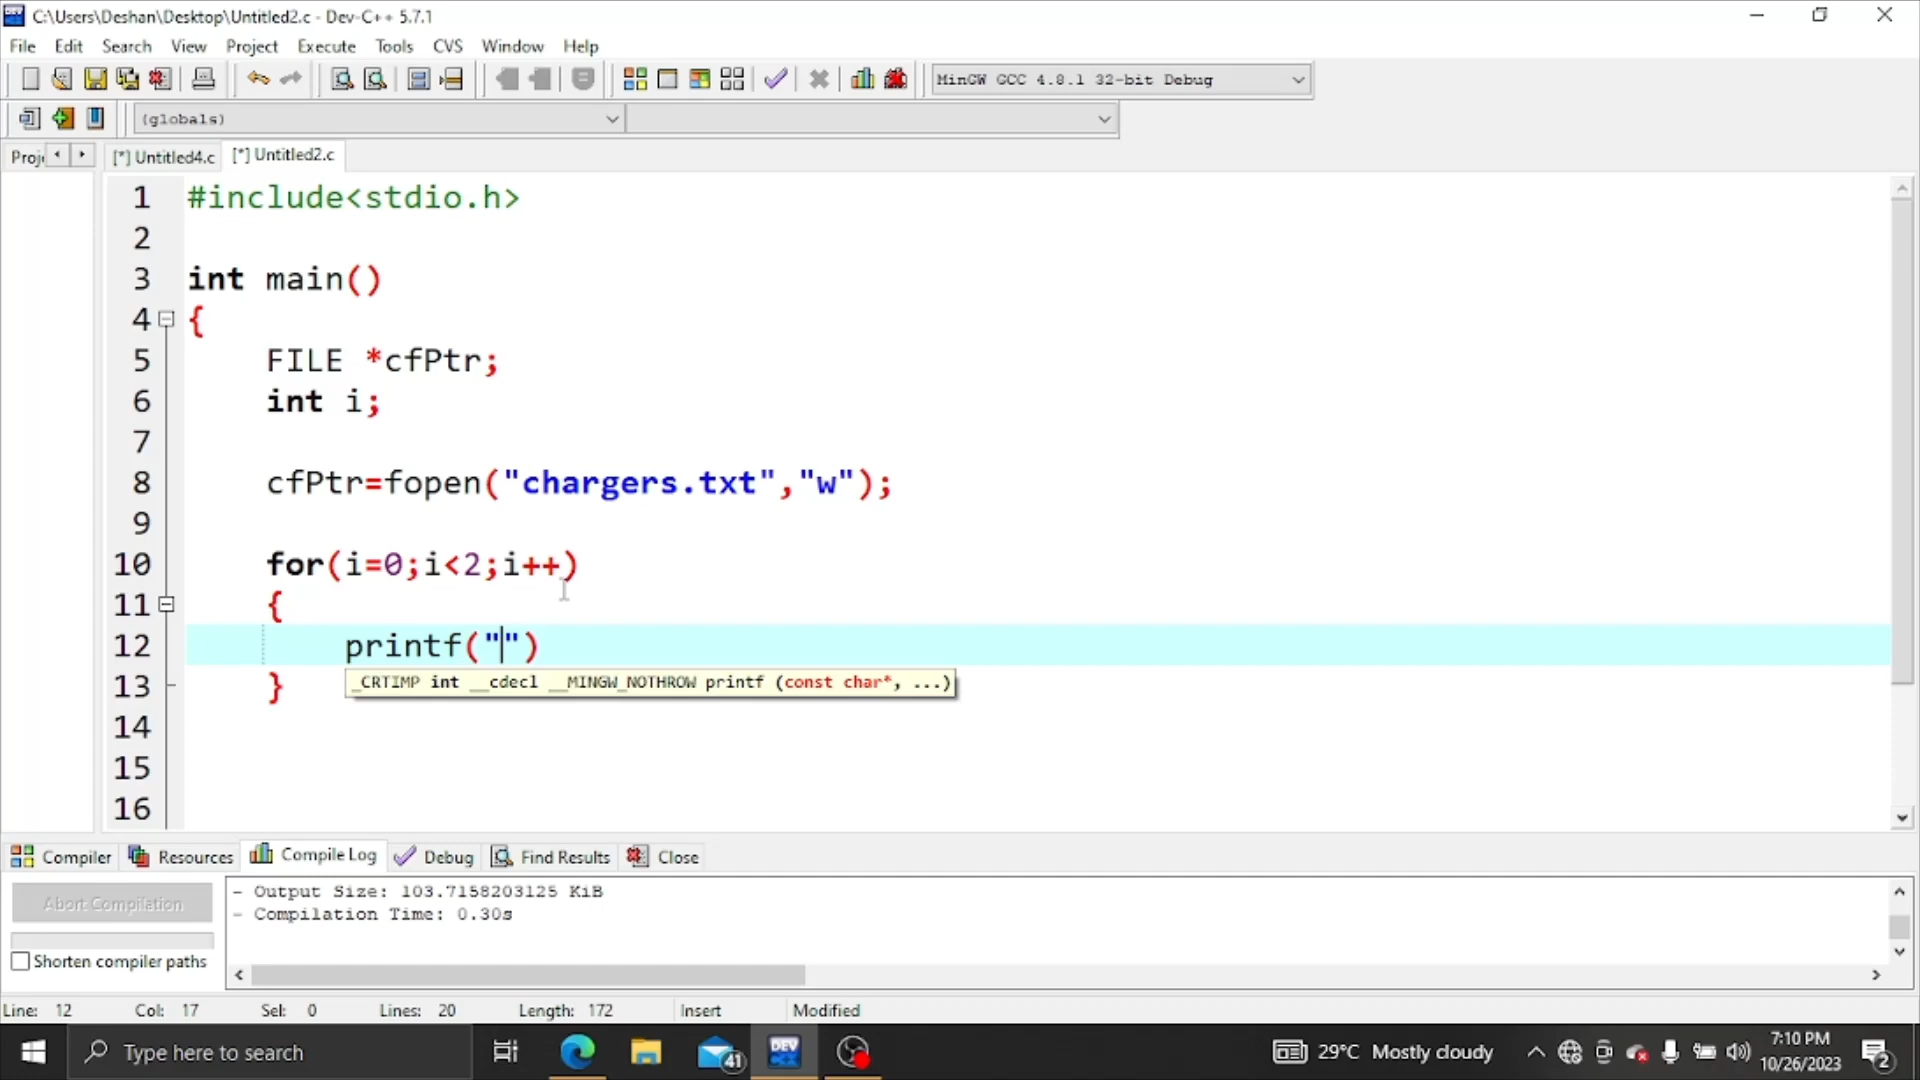 C:\Users\Deshan\Desktop\Untitled2.c - Dev-C++ 5.7.1
File Edit Search View Project Execute Tools CVS Window Help
MinGW GCC 4.8.1 32-bit Debug
(globals)
Proje [*] Untitled4.c [*] Untitled2.c
1 #include<stdio.h>
2
3 int main()
4 {
5 FILE *cfPtr;
6 int i;
7
8 cfPtr=fopen("chargers.txt","w");
9
10 for(i=0;i<2;i++)
11 {
12 printf("")
_CRTIMP int __cdecl __MINGW_NOTHROW printf (const char*, ...)
13 }
14
15
16
Compiler Resources Compile Log Debug Find Results Close
Abort Compilation
Shorten compiler paths
- Output Size: 103.7158203125 KiB
- Compilation Time: 0.30s
Line: 12 Col: 17 Sel: 0 Lines: 20 Length: 172 Insert Modified
Type here to search
DEV C++
41
29°C Mostly cloudy
7:10 PM
10/26/2023
2